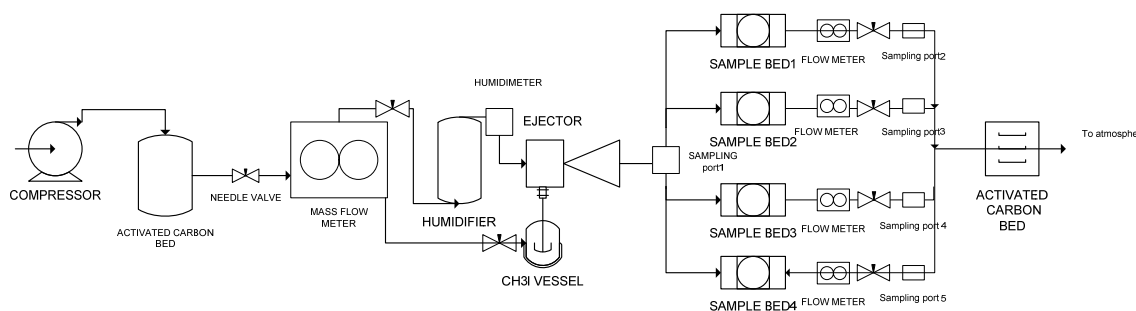 COMPRESSOR
ACTIVATED CARBON
BED
NEEDLE VALVE
MASS FLOW
METER
HUMIDIFIER
HUMIDIMETER
EJECTOR
CH3I VESSEL
SAMPLING
port1
SAMPLE BED1
FLOW METER
Sampling port2
SAMPLE BED2
FLOW METER
Sampling port3
SAMPLE BED3
FLOW METER
Sampling port 4
SAMPLE BED4
FLOW METER
Sampling port 5
ACTIVATED
CARBON
BED
To atmosphe